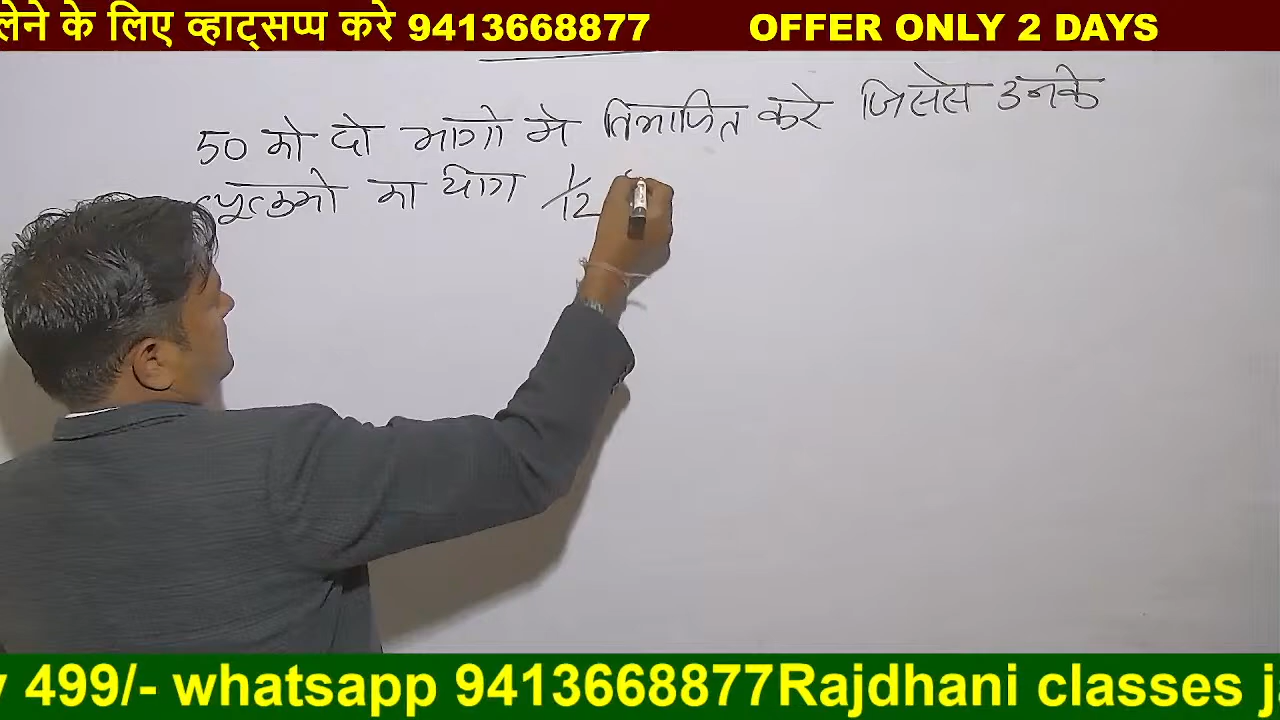 लेने के लिए व्हाट्सप्प करे 9413668877 OFFER ONLY 2 DAYS
50 को दो भागो मे विभाजित करे जिसस उनके
व्युत्क्रमो का योग 1/12
499/- whatsapp 9413668877Rajdhani classes